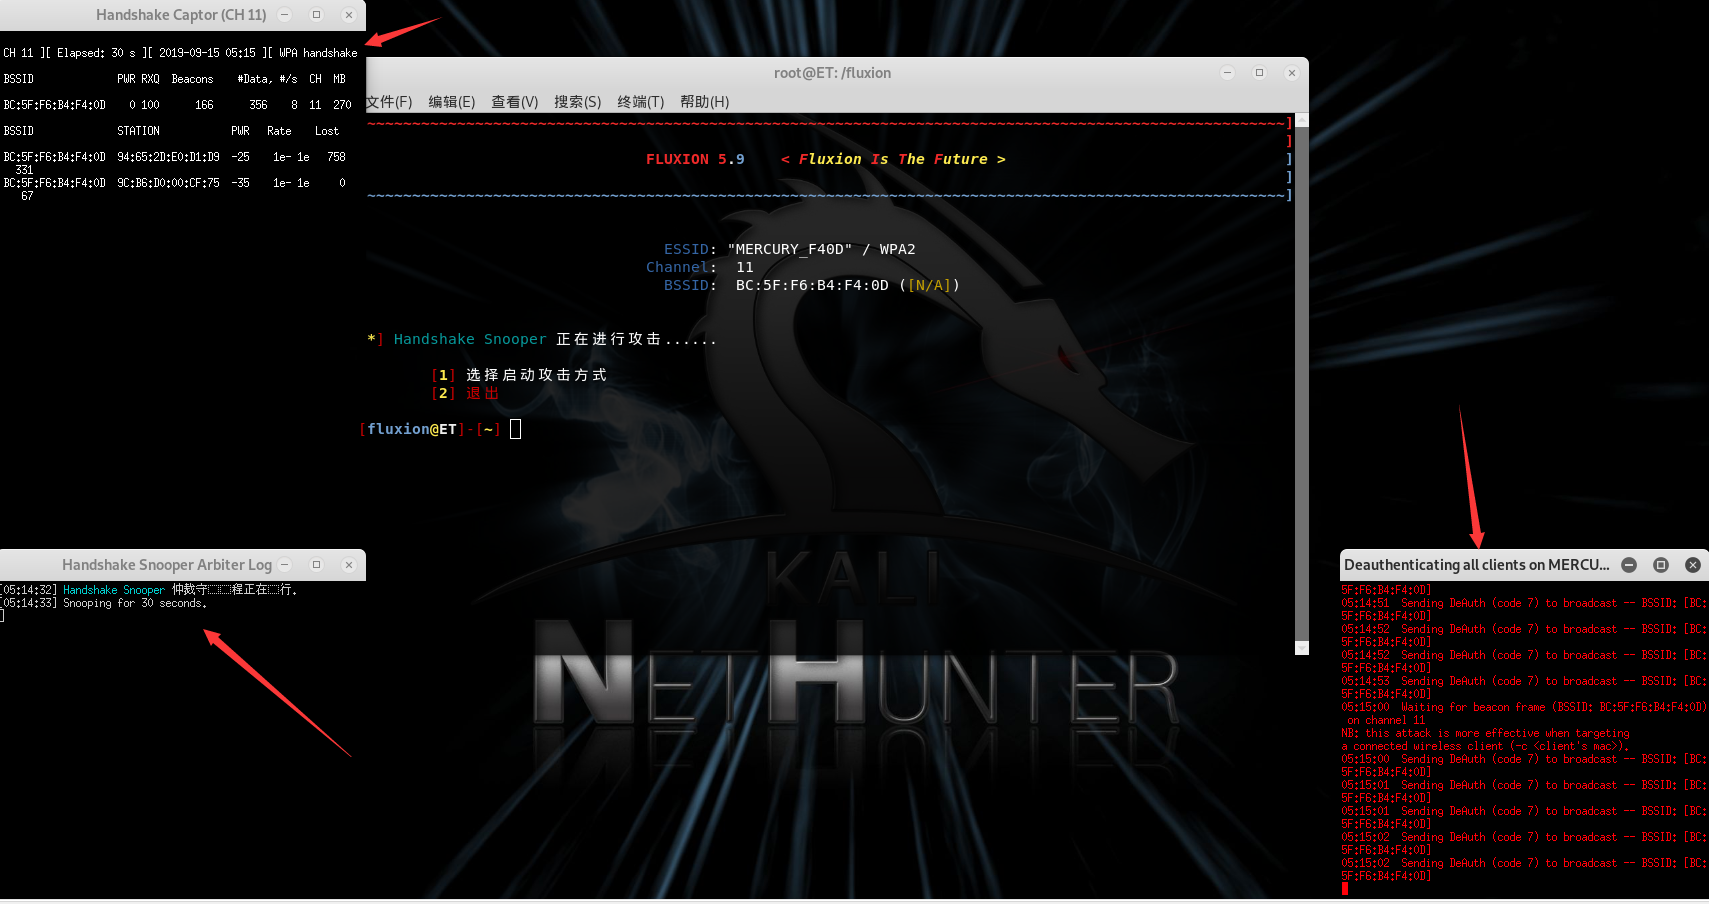 Handshake Captor (CH 11)
CH 11 ][ Elapsed: 30 s ][ 2019-09-15 05:15 ][ WPA handshake
BSSID PWR RXQ Beacons #Data, #/s CH MB
BC:5F:F6:B4:F4:0D 0 100 166 356 8 11 270
BSSID STATION PWR Rate Lost
BC:5F:F6:B4:F4:0D 94:65:2D:E0:D1:D9 -25 1e- 1e 758
331
BC:5F:F6:B4:F4:0D 9C:B6:D0:00:CF:75 -35 1e- 1e 0
67
root@ET: /fluxion
文件(F) 编辑(E) 查看(V) 搜索(S) 终端(T) 帮助(H)
~~~~~~~~~~~~~~~~~~~~~~~~~~~~~~~~~~~~~~~~~~~~~~~~~~~~~~~~~~~~~~~~~~~~~~~~~~~~~~~~~~~~~~~~~~~~~~~~~~~~~~]
]
FLUXION 5.9 < Fluxion Is The Future > ]
]
~~~~~~~~~~~~~~~~~~~~~~~~~~~~~~~~~~~~~~~~~~~~~~~~~~~~~~~~~~~~~~~~~~~~~~~~~~~~~~~~~~~~~~~~~~~~~~~~~~~~~~]
ESSID: "MERCURY_F40D" / WPA2
Channel: 11
BSSID: BC:5F:F6:B4:F4:0D ([N/A])
*] Handshake Snooper 正在进行攻击......
[1] 选择启动攻击方式
[2] 退出
[fluxion@ET]-[~]
KALI
NETHUNTER
Handshake Snooper Arbiter Log
[05:14:32] Handshake Snooper 仲裁守程正在行.
[05:14:33] Snooping for 30 seconds.
Deauthenticating all clients on MERCU...
5F:F6:B4:F4:0D]
05:14:51 Sending DeAuth (code 7) to broadcast -- BSSID: [BC:
5F:F6:B4:F4:0D]
05:14:52 Sending DeAuth (code 7) to broadcast -- BSSID: [BC:
5F:F6:B4:F4:0D]
05:14:52 Sending DeAuth (code 7) to broadcast -- BSSID: [BC:
5F:F6:B4:F4:0D]
05:14:53 Sending DeAuth (code 7) to broadcast -- BSSID: [BC:
5F:F6:B4:F4:0D]
05:15:00 Waiting for beacon frame (BSSID: BC:5F:F6:B4:F4:0D)
on channel 11
NB: this attack is more effective when targeting
a connected wireless client (-c <client's mac>).
05:15:00 Sending DeAuth (code 7) to broadcast -- BSSID: [BC:
5F:F6:B4:F4:0D]
05:15:01 Sending DeAuth (code 7) to broadcast -- BSSID: [BC:
5F:F6:B4:F4:0D]
05:15:01 Sending DeAuth (code 7) to broadcast -- BSSID: [BC:
5F:F6:B4:F4:0D]
05:15:02 Sending DeAuth (code 7) to broadcast -- BSSID: [BC:
5F:F6:B4:F4:0D]
05:15:02 Sending DeAuth (code 7) to broadcast -- BSSID: [BC:
5F:F6:B4:F4:0D]